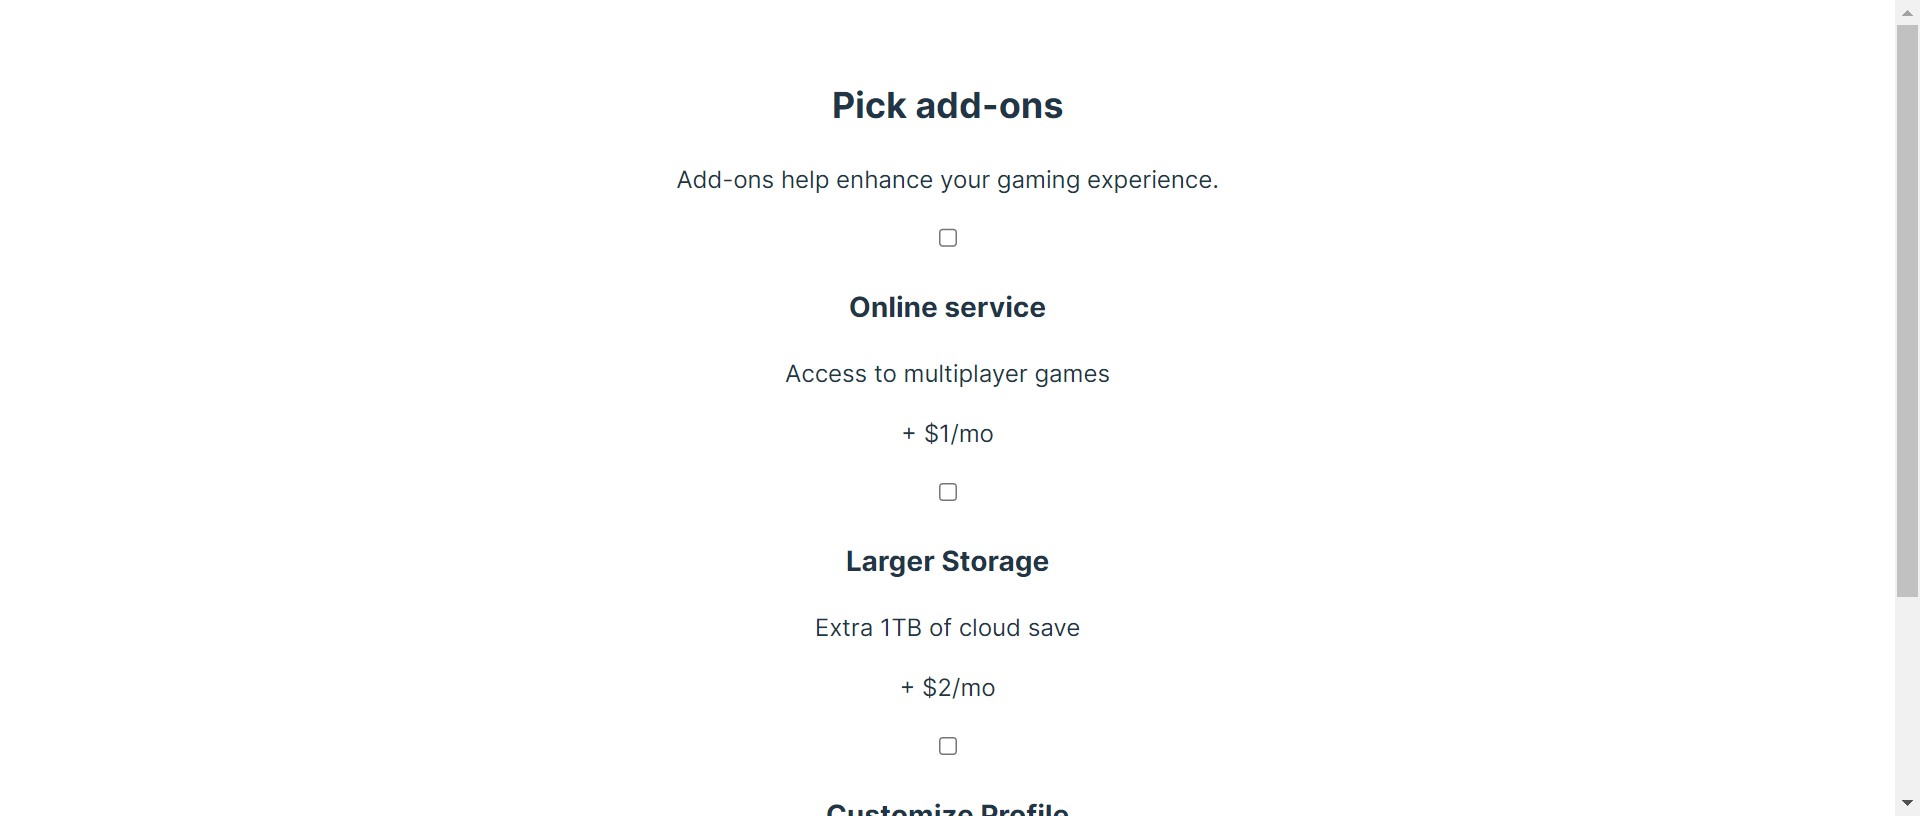 Pick add-ons
Add-ons help enhance your gaming experience.
Online service
Access to multiplayer games
+ $1/mo
Larger Storage
Extra 1TB of cloud save
+ $2/mo
Customize Profile